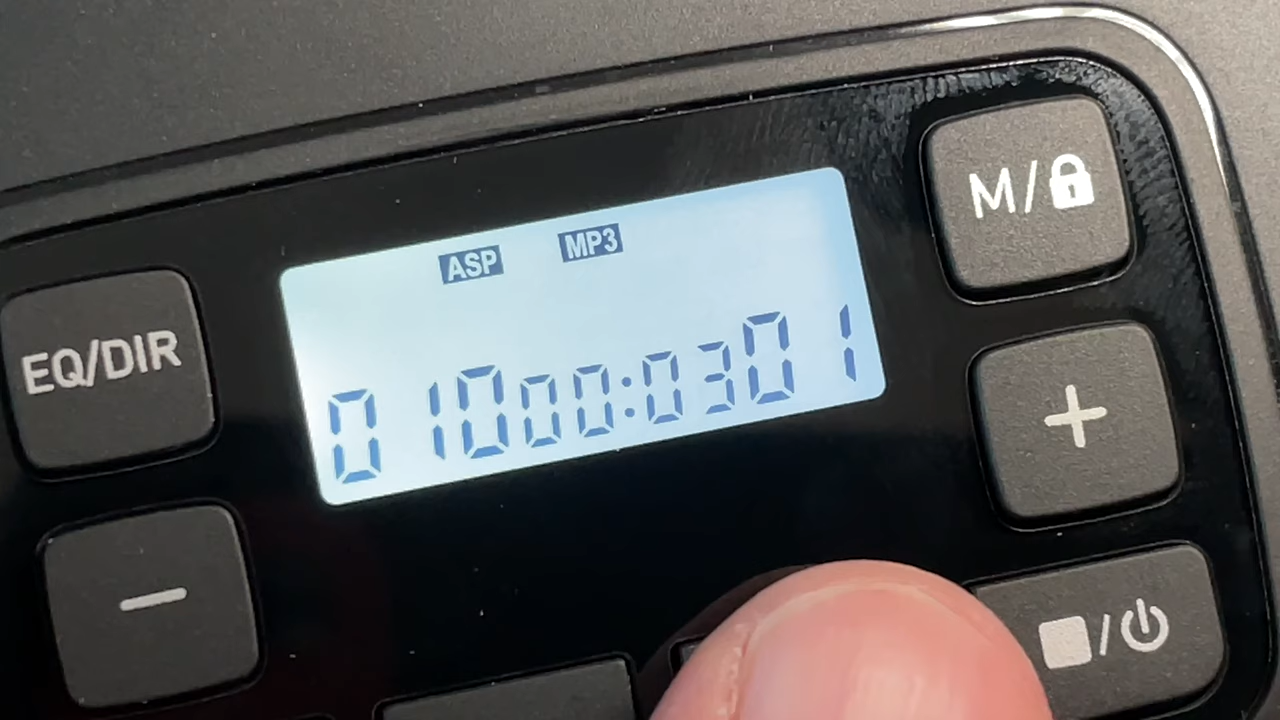 M/
ASP MP3
EQ/DIR
01000:0301
+
−
/